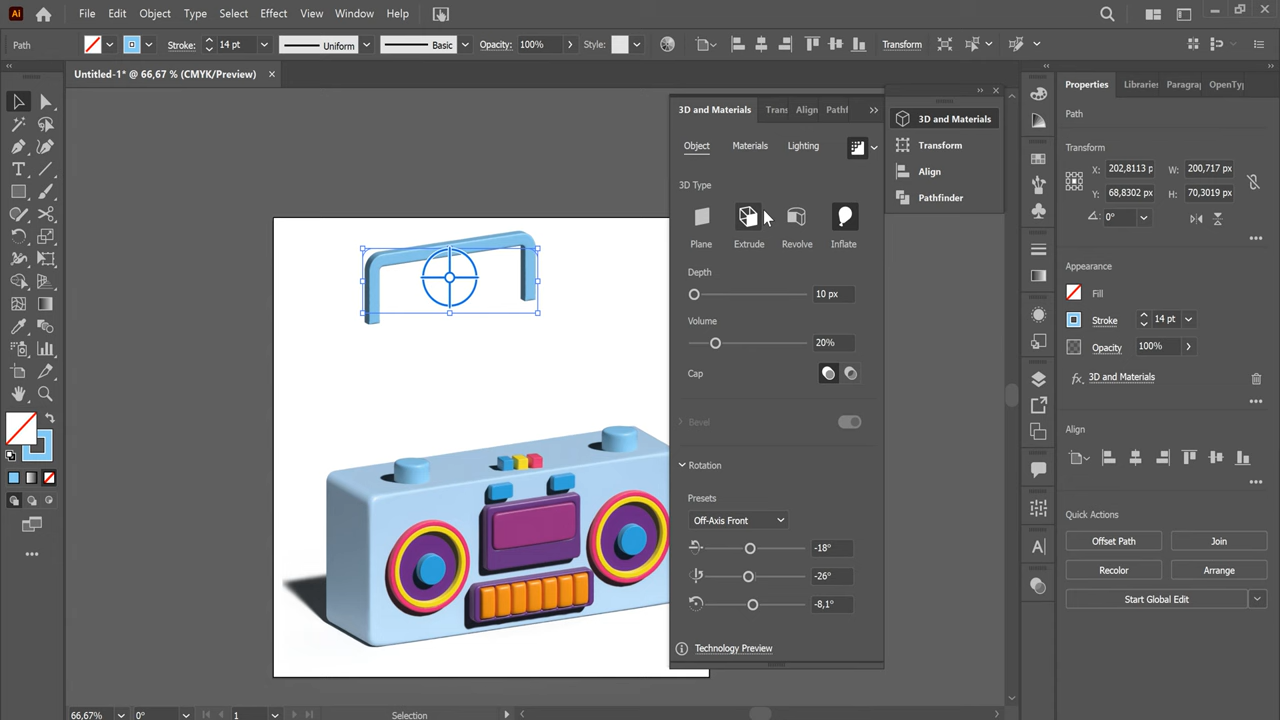 Ai File Edit Object Type Select Effect View Window Help
Path Stroke: 14 pt Uniform Basic Opacity: 100% Style: Transform
Untitled-1* @ 66,67 % (CMYK/Preview) ×
3D and Materials Trans Align Pathf
Object Materials Lighting
3D Type
Plane Extrude Revolve Inflate
Depth
10 px
Volume
20%
Cap
Bevel
Rotation
Presets
Off-Axis Front
-18°
-26°
-8,1°
Technology Preview
3D and Materials
Transform
Align
Pathfinder
Properties Libraries Paragra OpenTy
Path
Transform
X: 202,8113 p W: 200,717 p
Y: 68,8302 p H: 70,3019 p
0°
Appearance
Fill
Stroke 14 pt
Opacity 100%
fx 3D and Materials
Align
Quick Actions
Offset Path Join
Recolor Arrange
Start Global Edit
66,67% 0° 1 Selection